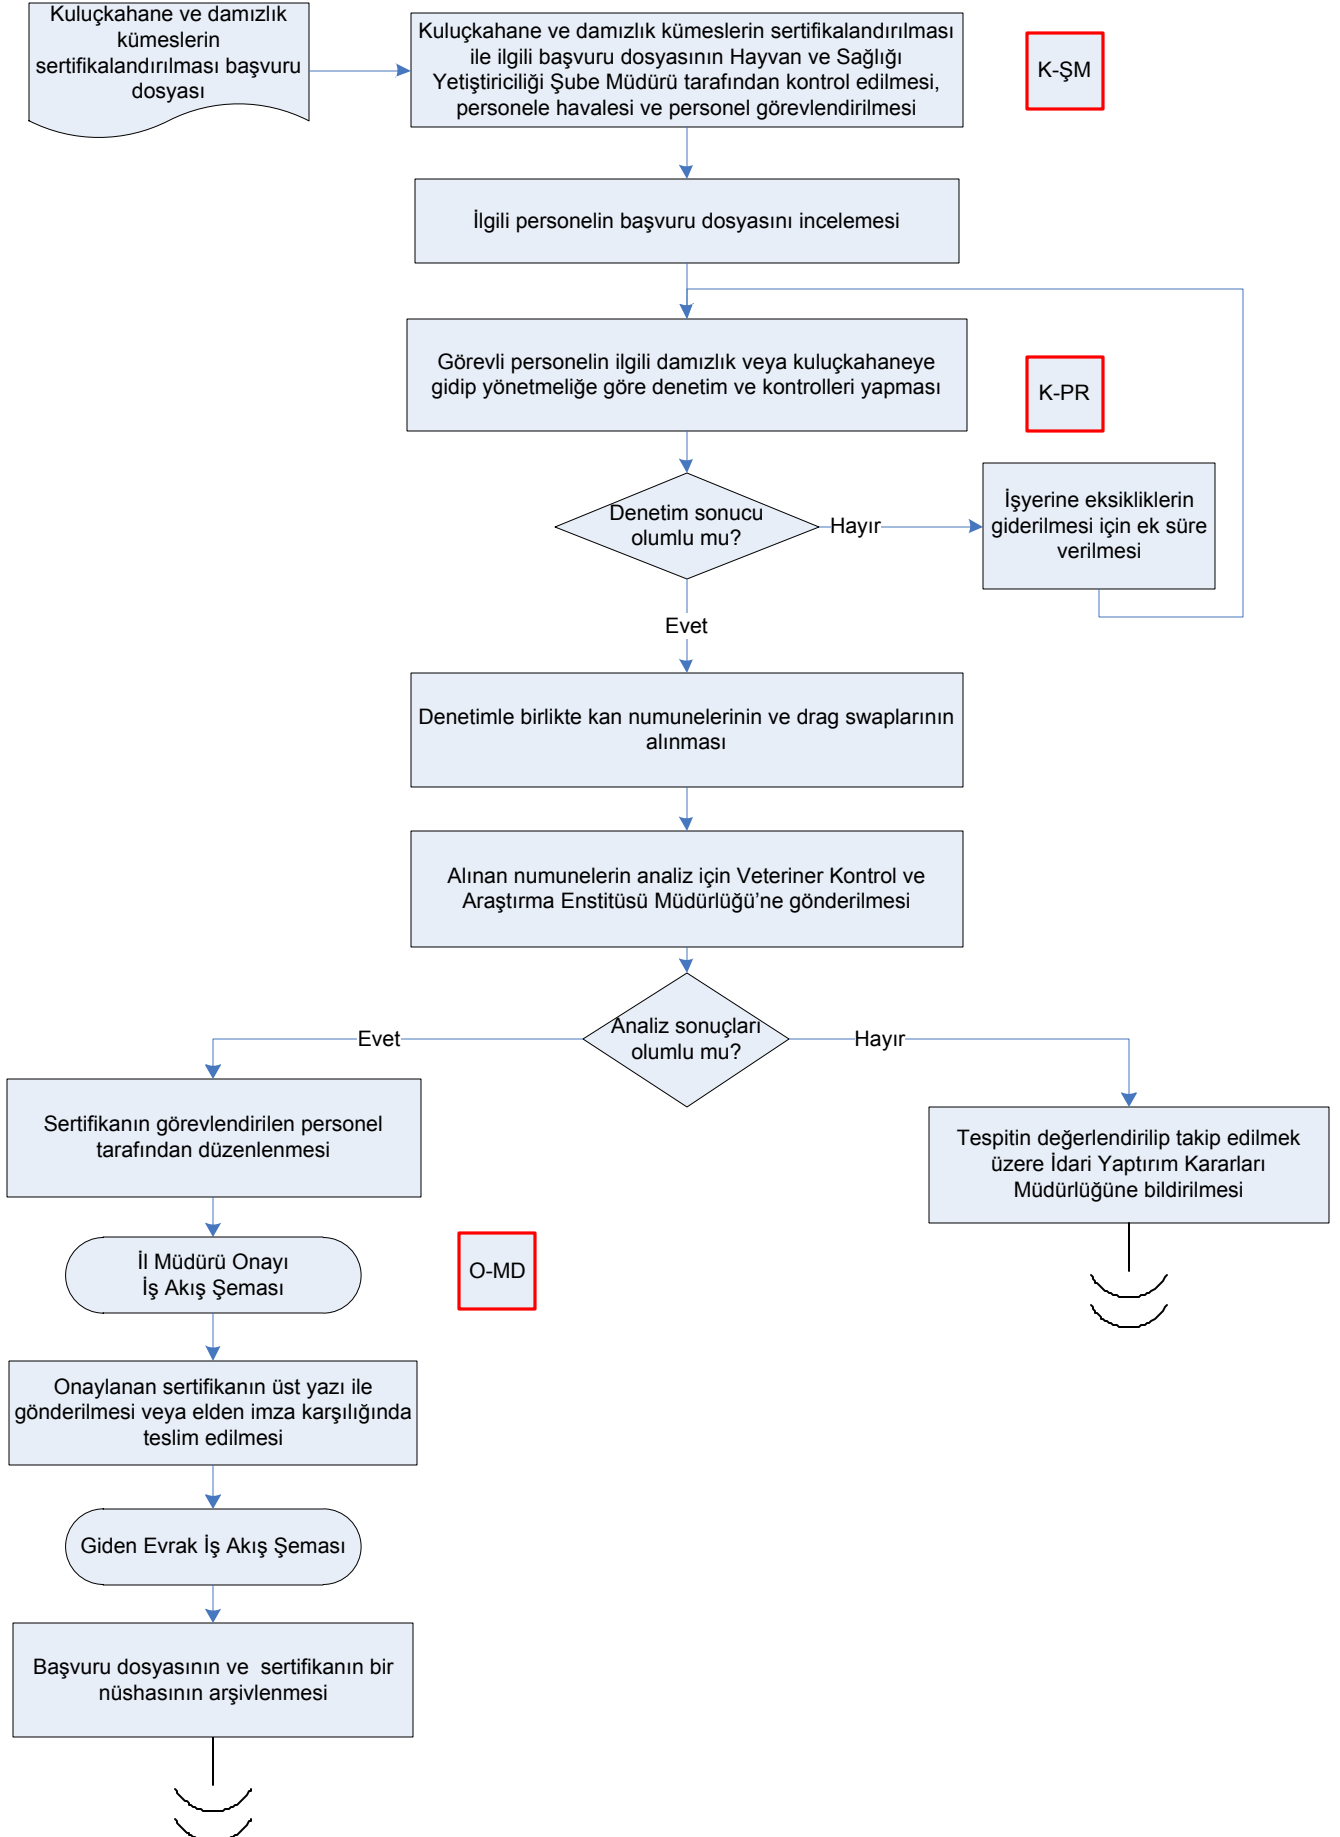 Kuluçkahane ve damızlık
kümeslerin
sertifikalandırılması başvuru
dosyası
Kuluçkahane ve damızlık kümeslerin sertifikalandırılması
ile ilgili başvuru dosyasının Hayvan ve Sağlığı
Yetiştiriciliği Şube Müdürü tarafından kontrol edilmesi,
personele havalesi ve personel görevlendirilmesi
K-ŞM
İlgili personelin başvuru dosyasını incelemesi
Görevli personelin ilgili damızlık veya kuluçkahaneye
gidip yönetmeliğe göre denetim ve kontrolleri yapması
K-PR
Denetim sonucu
olumlu mu?
Hayır
İşyerine eksikliklerin
giderilmesi için ek süre
verilmesi
Evet
Denetimle birlikte kan numunelerinin ve drag swaplarının
alınması
Alınan numunelerin analiz için Veteriner Kontrol ve
Araştırma Enstitüsü Müdürlüğü’ne gönderilmesi
Analiz sonuçları
olumlu mu?
Evet
Hayır
Sertifikanın görevlendirilen personel
tarafından düzenlenmesi
Tespitin değerlendirilip takip edilmek
üzere İdari Yaptırım Kararları
Müdürlüğüne bildirilmesi
İl Müdürü Onayı
İş Akış Şeması
O-MD
Onaylanan sertifikanın üst yazı ile
gönderilmesi veya elden imza karşılığında
teslim edilmesi
Giden Evrak İş Akış Şeması
Başvuru dosyasının ve  sertifikanın bir
nüshasının arşivlenmesi